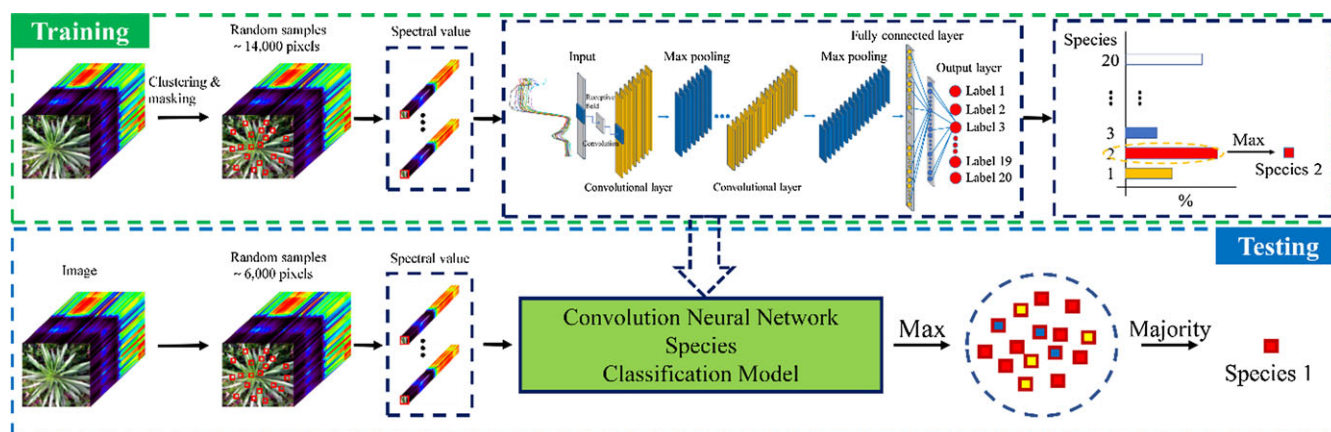 Training
Random samples
~ 14,000 pixels
Clustering &
masking
Spectral value
Input
Receptive
field
Convolution
Convolutional layer
Max pooling
Convolutional layer
Max pooling
Fully connected layer
Output layer
Label 1
Label 2
Label 3
Label 19
Label 20
Species
20
3
2
1
%
Max
Species 2
Testing
Image
Random samples
~ 6,000 pixels
Spectral value
Convolution Neural Network
Species
Classification Model
Max
Majority
Species 1